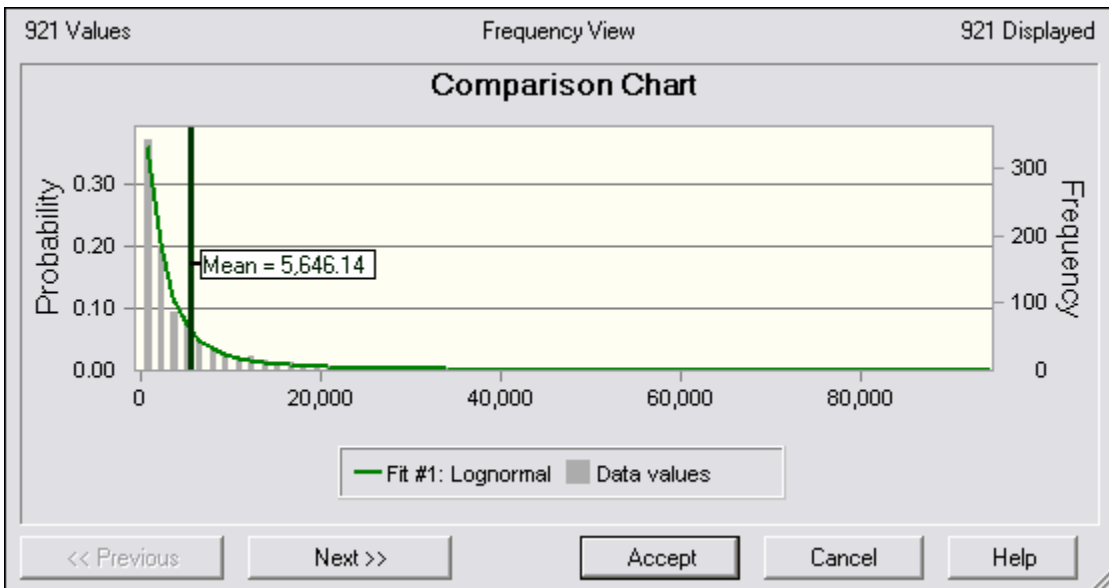 921 Values Frequency View 921 Displayed
Comparison Chart
Probability
0.30
0.20
0.10
0.00
Mean = 5,646.14
300
200
100
0
Frequency
0 20,000 40,000 60,000 80,000
Fit #1: Lognormal Data values
<< Previous Next >> Accept Cancel Help